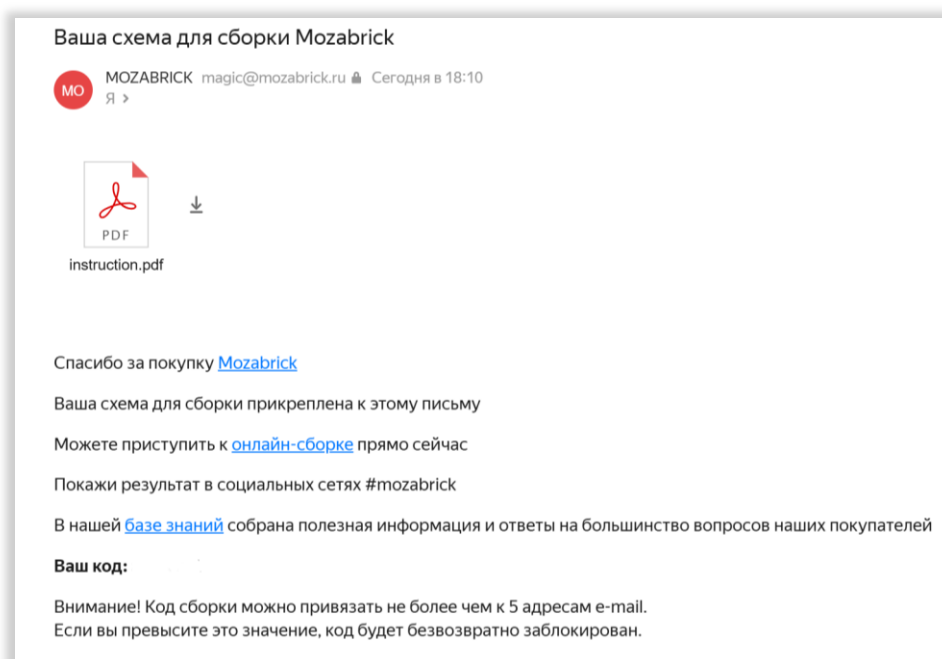 Ваша схема для сборки Mozabrick
MOZABRICK magic@mozabrick.ru Сегодня в 18:10
МО
Я >
PDF
instruction.pdf
Спасибо за покупку Mozabrick
Ваша схема для сборки прикреплена к этому письму
Можете приступить к онлайн-сборке прямо сейчас
Покажи результат в социальных сетях #mozabrick
В нашей базе знаний собрана полезная информация и ответы на большинство вопросов наших покупателей
Ваш код:
Внимание! Код сборки можно привязать не более чем к 5 адресам e-mail.
Если вы превысите это значение, код будет безвозвратно заблокирован.